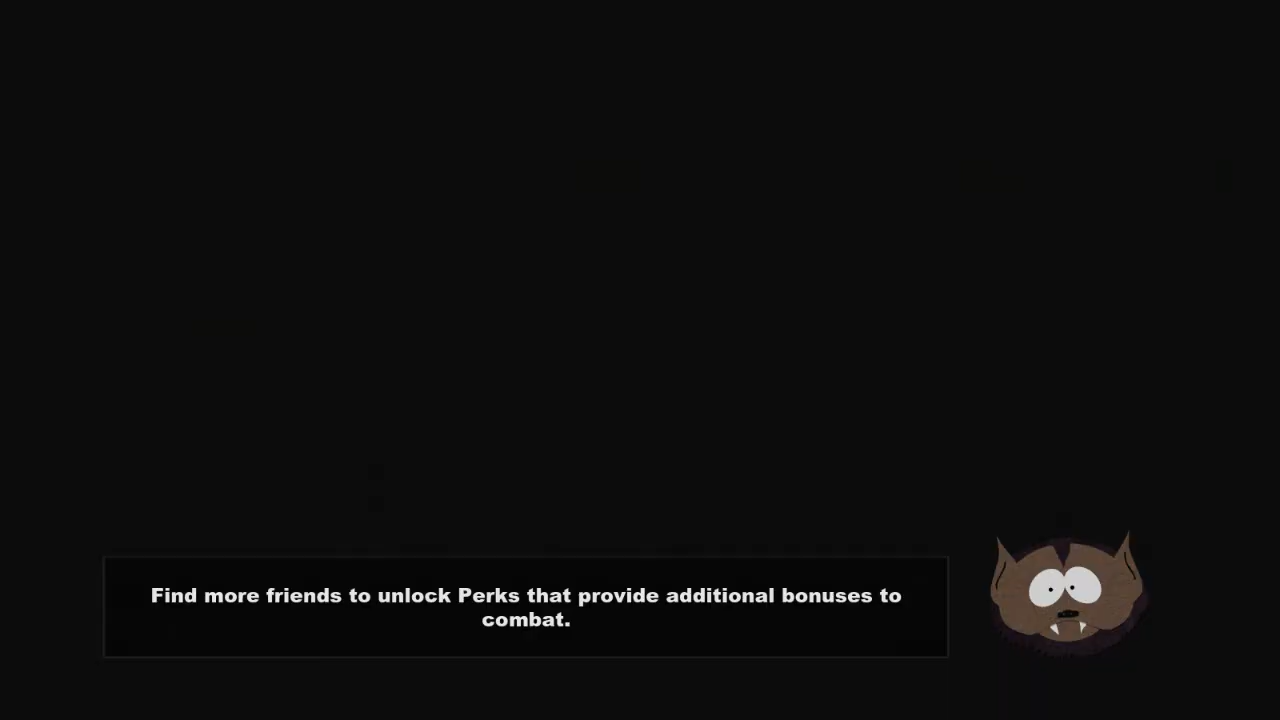 Find more friends to unlock Perks that provide additional bonuses to
combat.